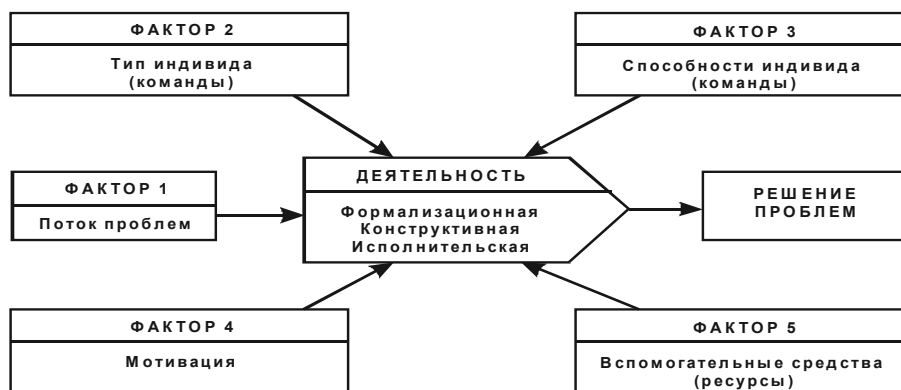 ФАКТОР 2
Тип индивида
(команды)
ФАКТОР 3
Способности индивида
(команды)
ФАКТОР 1
Поток проблем
ДЕЯТЕЛЬНОСТЬ
Формализационная
Конструктивная
Исполнительская
РЕШЕНИЕ
ПРОБЛЕМ
ФАКТОР 4
Мотивация
ФАКТОР 5
Вспомогательные средства
(ресурсы)